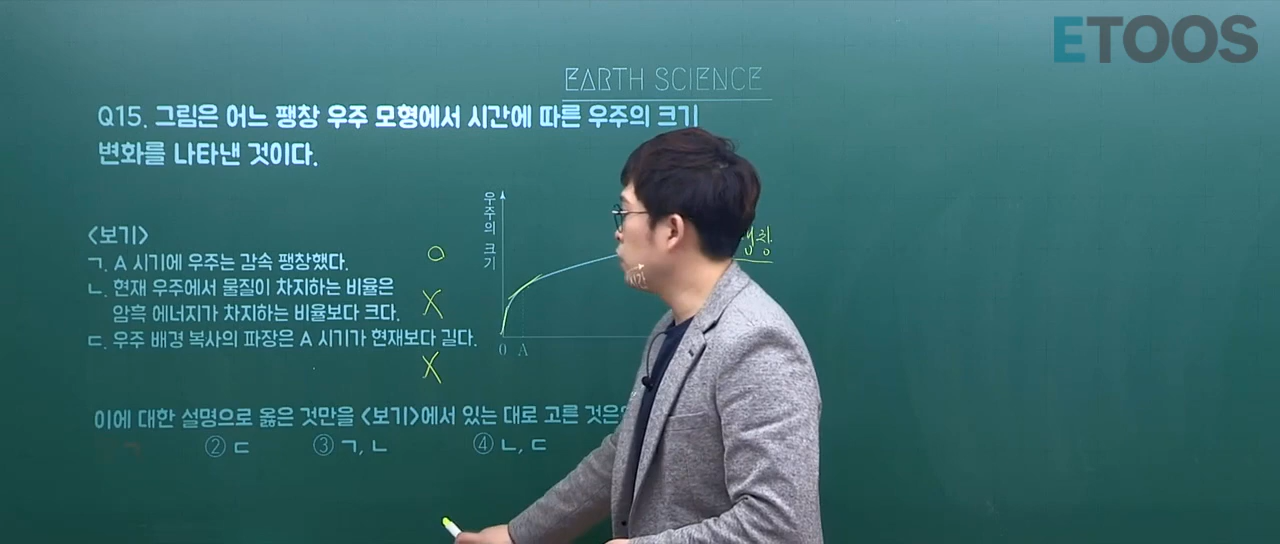 ETOOS
EARTH SCIENCE
Q15. 그림은 어느 팽창 우주 모형에서 시간에 따른 우주의 크기
변화를 나타낸 것이다.
우주의 크기
<보기>
ㄱ. A 시기에 우주는 감속 팽창했다. O
ㄴ. 현재 우주에서 물질이 차지하는 비율은
암흑 에너지가 차지하는 비율보다 크다. X
ㄷ. 우주 배경 복사의 파장은 A 시기가 현재보다 길다. X
0 A
이에 대한 설명으로 옳은 것만을 <보기>에서 있는 대로 고른 것은
② ㄷ ③ ㄱ, ㄴ ④ ㄴ, ㄷ